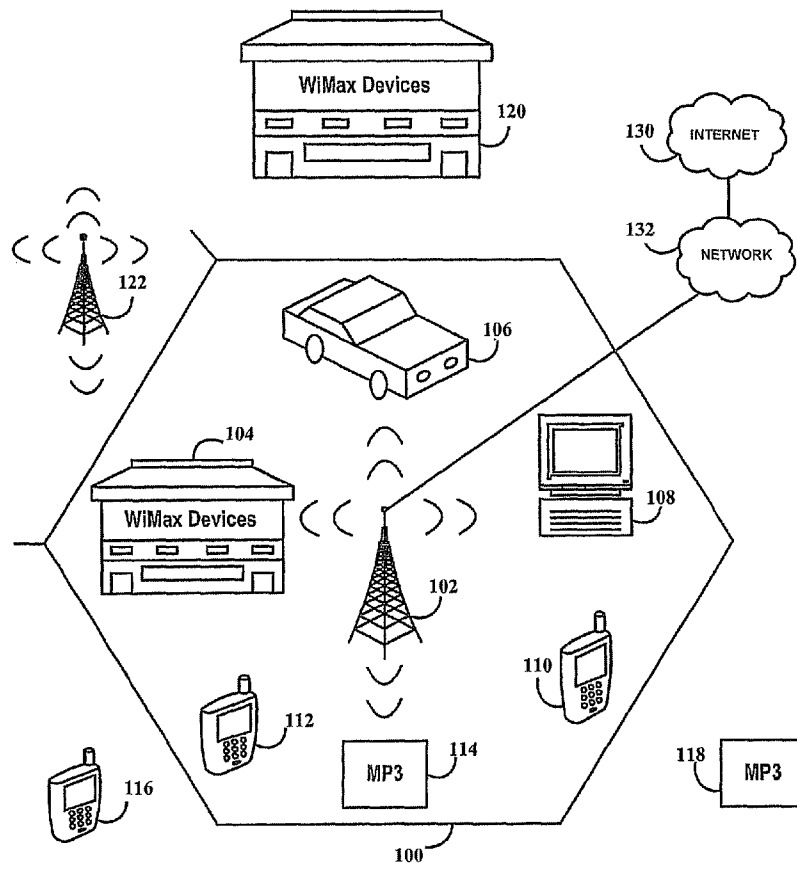 WiMax Devices
120
130
INTERNET
132
NETWORK
122
106
104
WiMax Devices
108
102
110
112
MP3
114
118
MP3
116
100